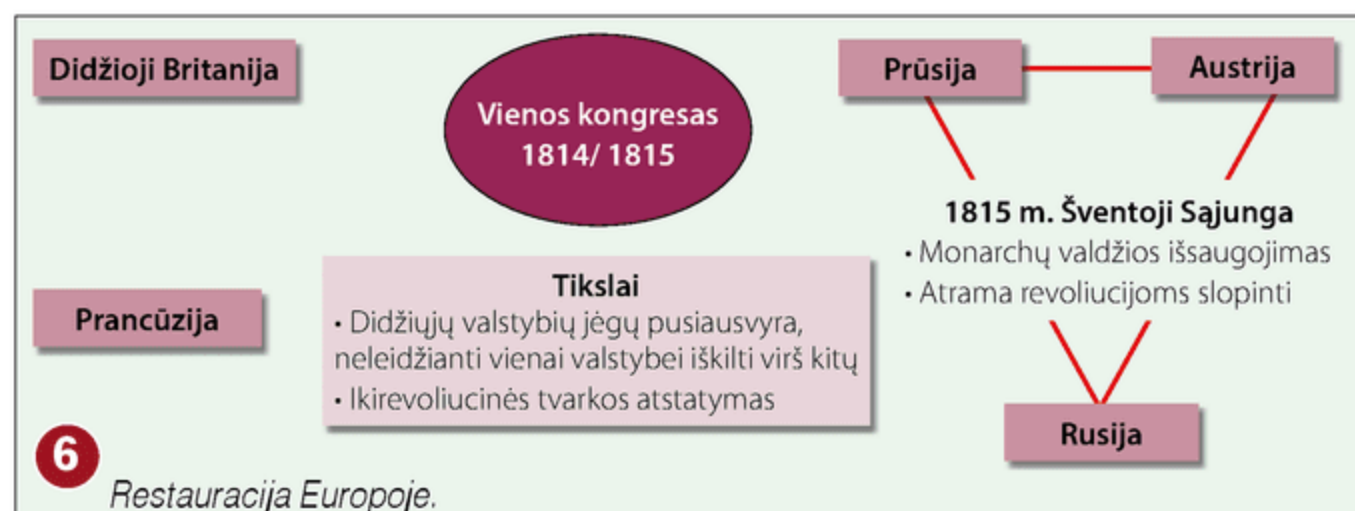 Didžioji Britanija
Vienos kongresas
1814/ 1815
Prūsija
Austrija
1815 m. Šventoji Sąjunga
• Monarchų valdžios išsaugojimas
• Atrama revoliucijoms slopinti
Prancūzija
Tikslai
• Didžiųjų valstybių jėgų pusiausvyra,
neleidžianti vienai valstybei iškilti virš kitų
• Ikirevoliucinės tvarkos atstatymas
Rusija
6
Restauracija Europoje.